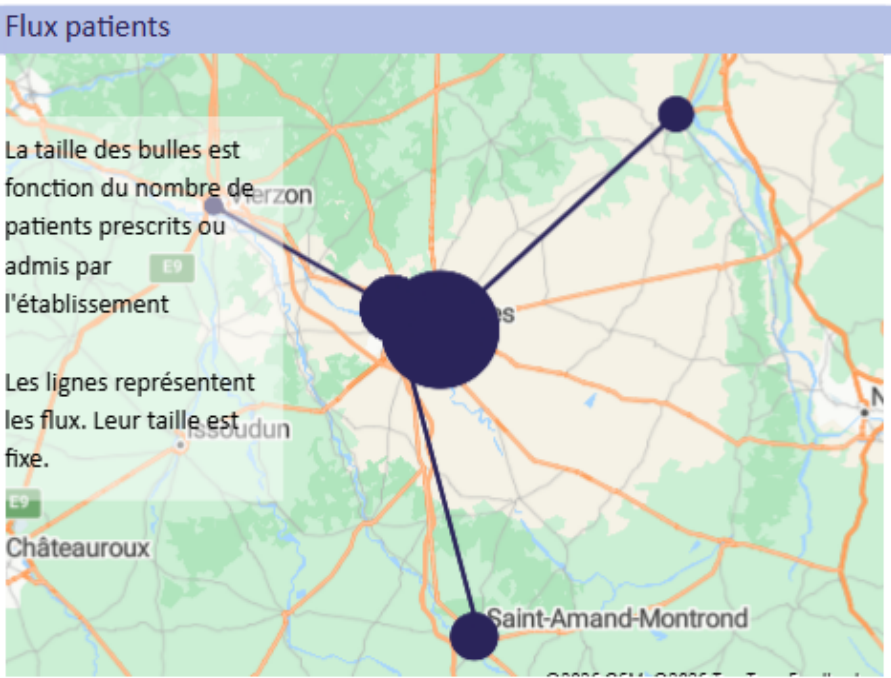 Flux patients
La taille des bulles est
fonction du nombre de
Vierzon
patients prescrits ou
admis par
E9
l'établissement
es
Les lignes représentent
les flux. Leur taille est
Issoudun
fixe.
E9
Châteauroux
Saint-Amand-Montrond
N